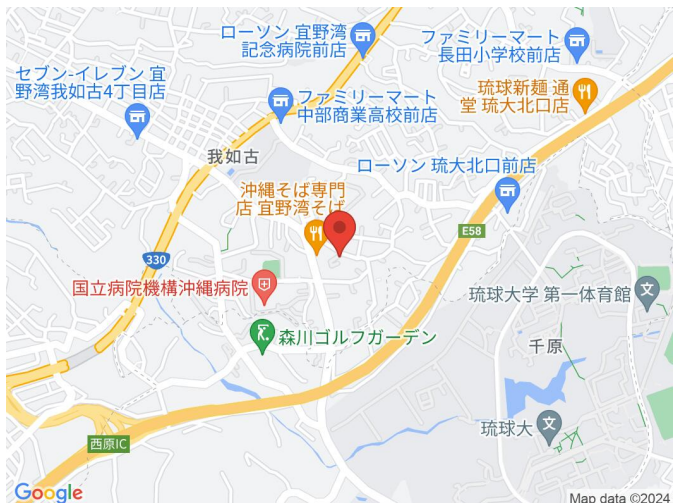 ローソン 宜野湾
記念病院前店
ファミリーマート
長田小学校前店
セブン-イレブン 宜
野湾我如古4丁目店
琉球新麺 通
堂 琉大北口店
ファミリーマート
中部商業高校前店
我如古
ローソン 琉大北口前店
沖縄そば専門
店 宜野湾そば
E58
330
国立病院機構沖縄病院
琉球大学 第一体育館
森川ゴルフガーデン
千原
琉球大
西原IC
Google
Map data ©2024